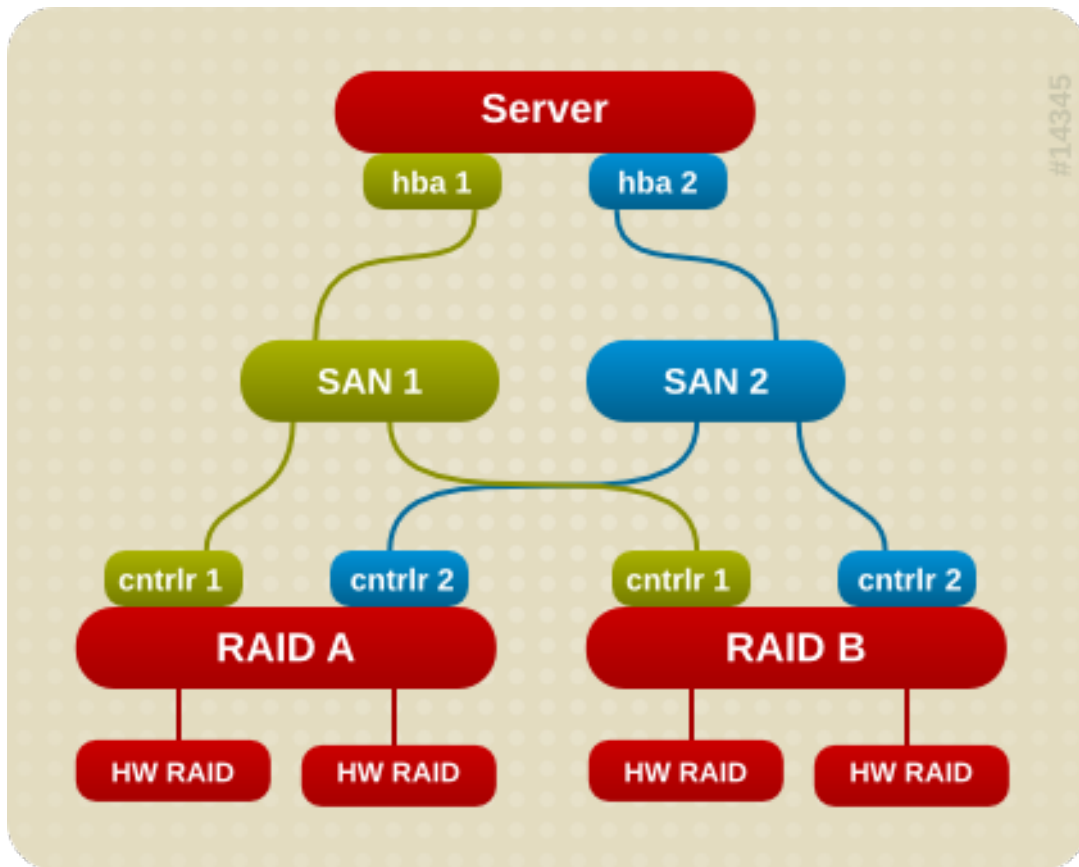 Server
#14345
hba 1
hba 2
SAN 1
SAN 2
cntrlr 1
cntrlr 2
cntrlr 1
cntrlr 2
RAID A
RAID B
HW RAID
HW RAID
HW RAID
HW RAID